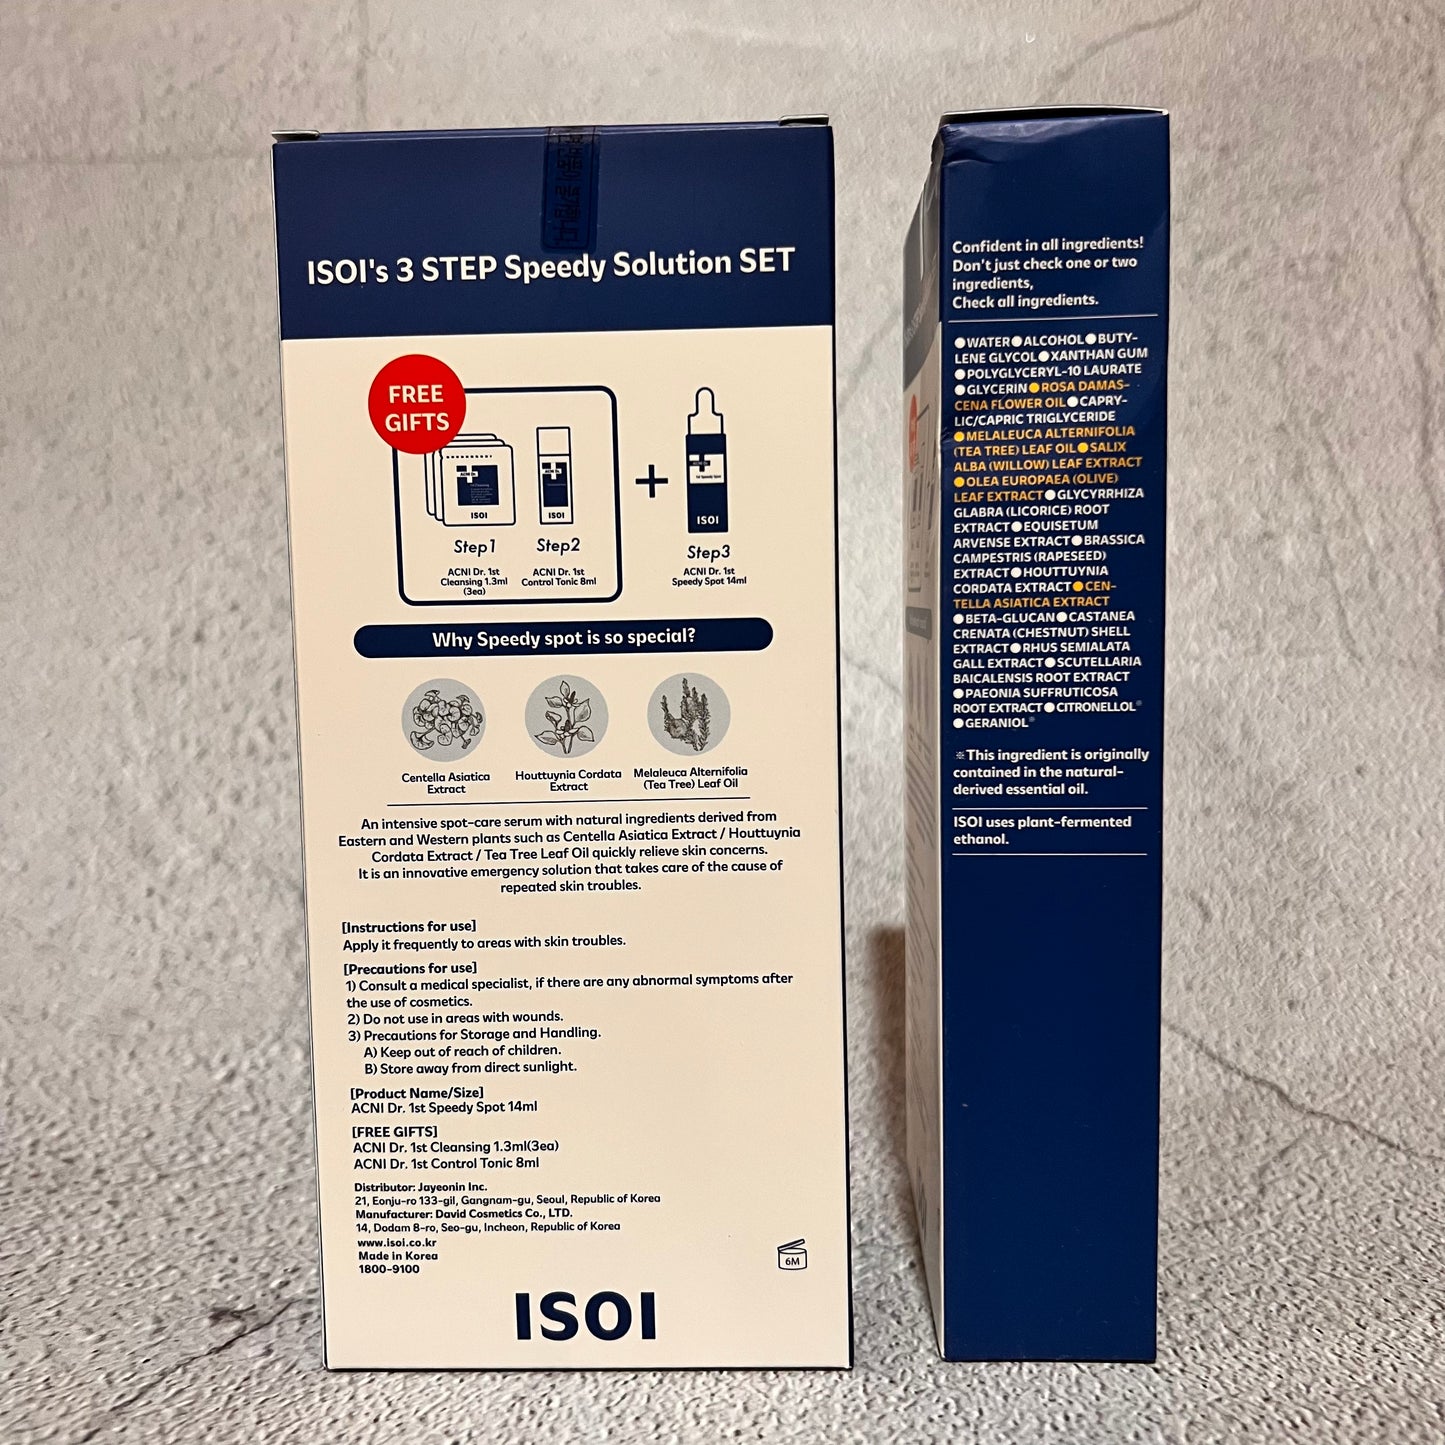 ISOI's 3 STEP Speedy Solution SET
FREE
GIFTS
ISOI
ISOI
ISOI
Step1
Step2
Step3
ACNI Dr. 1st
Cleansing 1.3ml
(3ea)
ACNI Dr. 1st
Control Tonic 8ml
ACNI Dr. 1st
Speedy Spot 14ml
+
Why Speedy spot is so special?
Centella Asiatica
Extract
Houttuynia Cordata
Extract
Melaleuca Alternifolia
(Tea Tree) Leaf Oil
An intensive spot-care serum with natural ingredients derived from
Eastern and Western plants such as Centella Asiatica Extract / Houttuynia
Cordata Extract / Tea Tree Leaf Oil quickly relieve skin concerns.
It is an innovative emergency solution that takes care of the cause of
repeated skin troubles.
[Instructions for use]
Apply it frequently to areas with skin troubles.
[Precautions for use]
1) Consult a medical specialist, if there are any abnormal symptoms after
the use of cosmetics.
2) Do not use in areas with wounds.
3) Precautions for Storage and Handling.
A) Keep out of reach of children.
B) Store away from direct sunlight.
[Product Name/Size]
ACNI Dr. 1st Speedy Spot 14ml
[FREE GIFTS]
ACNI Dr. 1st Cleansing 1.3ml(3ea)
ACNI Dr. 1st Control Tonic 8ml
Distributor: Jayeonin Inc.
21, Eonju-ro 133-gil, Gangnam-gu, Seoul, Republic of Korea
Manufacturer: David Cosmetics Co., LTD.
14, Dodam 8-ro, Seo-gu, Incheon, Republic of Korea
www.isoi.co.kr
Made in Korea
1800-9100
6M
ISOI
Confident in all ingredients!
Don't just check one or two
ingredients,
Check all ingredients.
●WATER●ALCOHOL●BUTY-
LENE GLYCOL●XANTHAN GUM
●POLYGLYCERYL-10 LAURATE
●GLYCERIN●ROSA DAMAS-
CENA FLOWER OIL●CAPRY-
LIC/CAPRIC TRIGLYCERIDE
●MELALEUCA ALTERNIFOLIA
(TEA TREE) LEAF OIL●SALIX
ALBA (WILLOW) LEAF EXTRACT
●OLEA EUROPAEA (OLIVE)
LEAF EXTRACT●GLYCYRRHIZA
GLABRA (LICORICE) ROOT
EXTRACT●EQUISETUM
ARVENSE EXTRACT●BRASSICA
CAMPESTRIS (RAPESEED)
EXTRACT●HOUTTUYNIA
CORDATA EXTRACT●CEN-
TELLA ASIATICA EXTRACT
●BETA-GLUCAN●CASTANEA
CRENATA (CHESTNUT) SHELL
EXTRACT●RHUS SEMIALATA
GALL EXTRACT●SCUTELLARIA
BAICALENSIS ROOT EXTRACT
●PAEONIA SUFFRUTICOSA
ROOT EXTRACT●CITRONELLOL※
●GERANIOL※
※This ingredient is originally
contained in the natural-
derived essential oil.
ISOI uses plant-fermented
ethanol.